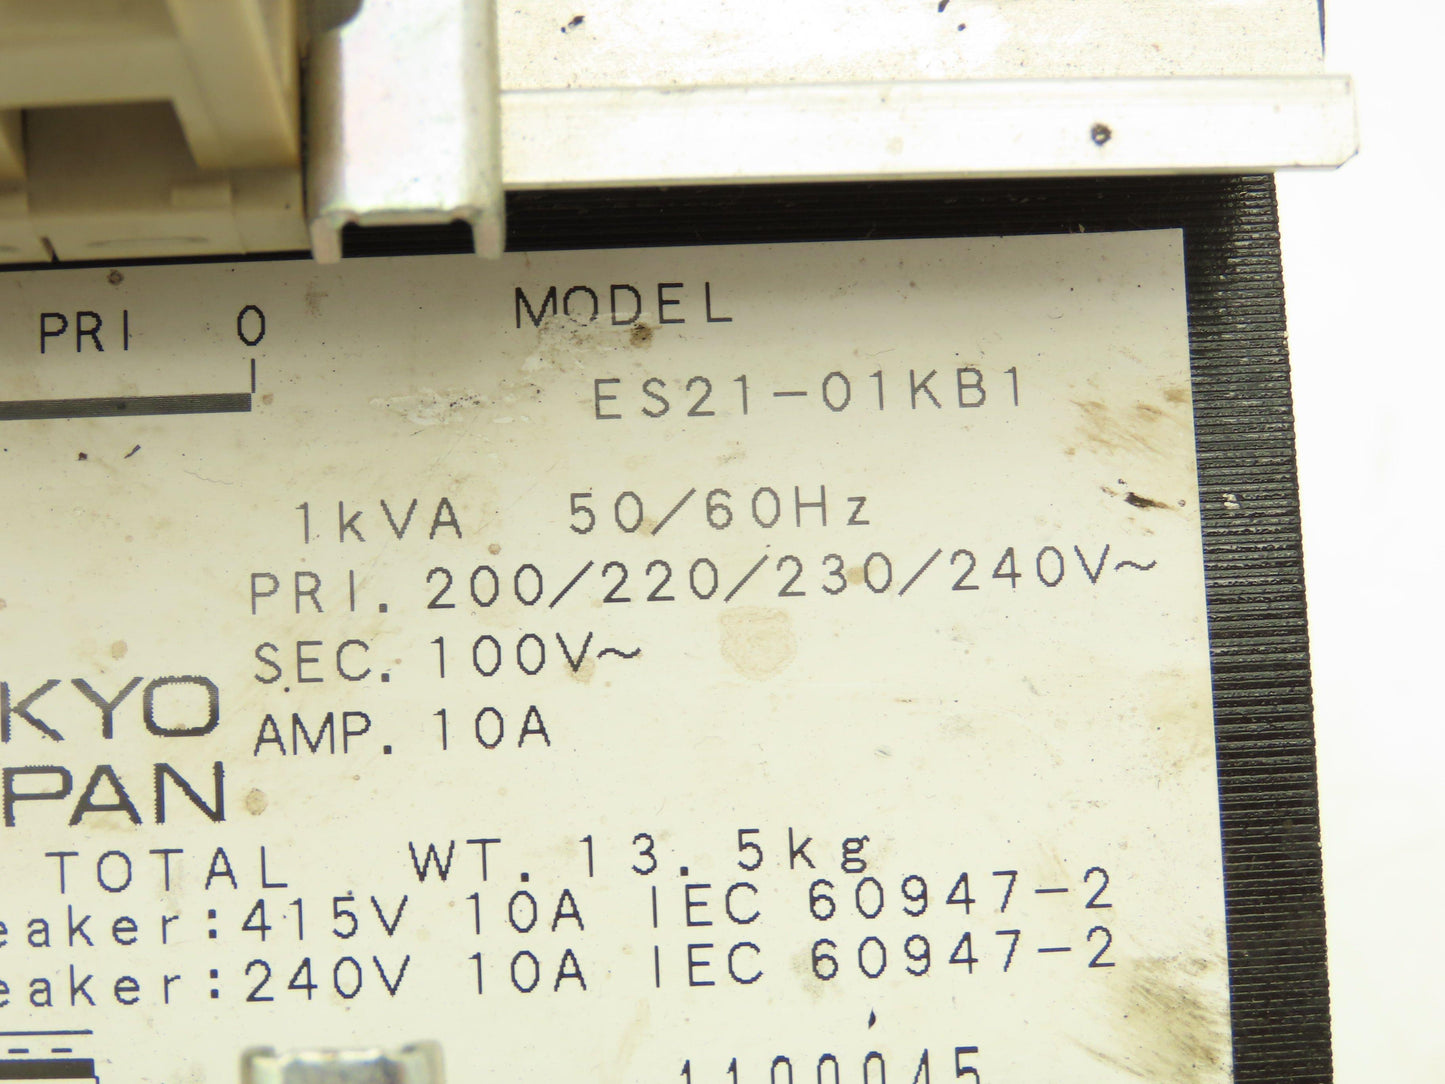 PRI 0
MODEL
ES21-01KB1
1kVA 50/60Hz
PRI. 200/220/230/240V~
SEC. 100V~
KYO
AMP. 10A
PAN
TOTAL WT. 13.5kg
eaker:415V 10A IEC 60947-2
eaker:240V 10A IEC 60947-2
1100045